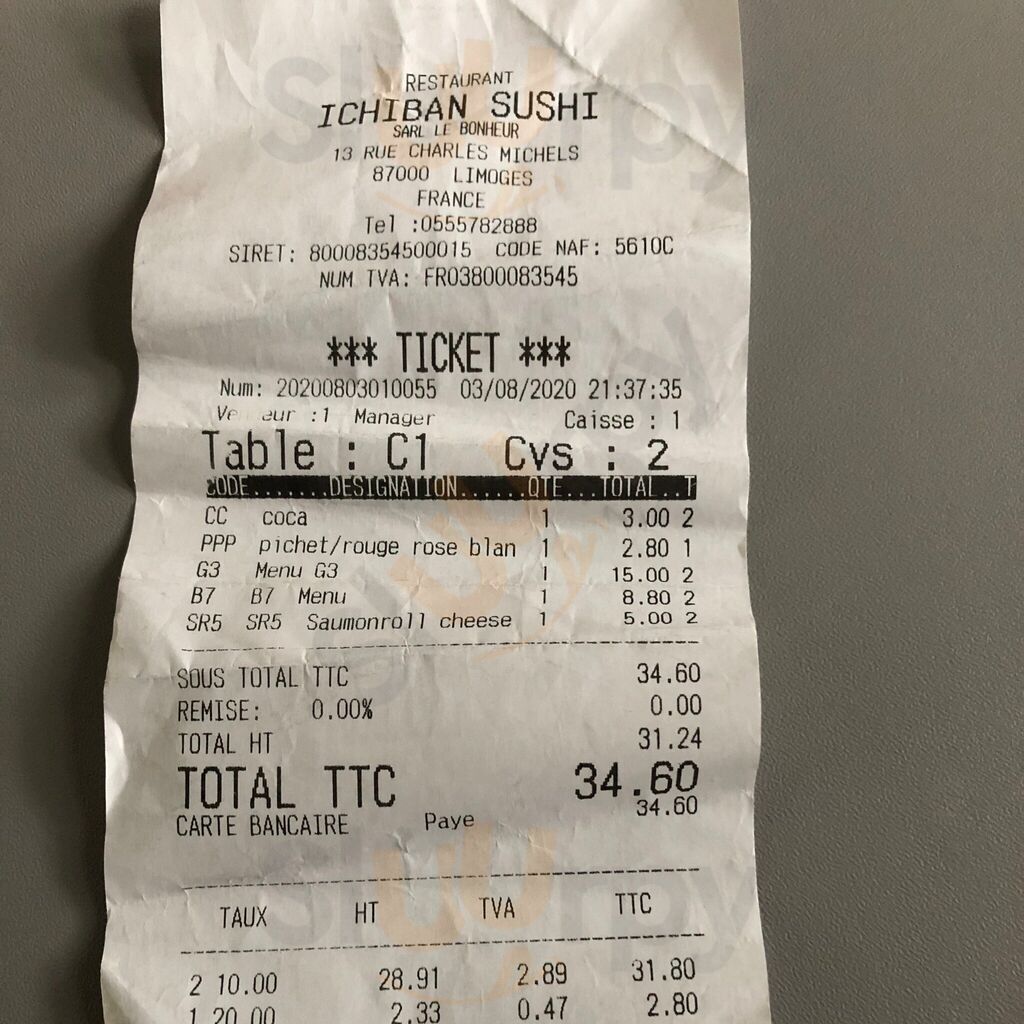 RESTAURANT
ICHIBAN SUSHI
SARL LE BONHEUR
13 RUE CHARLES MICHELS
87000 LIMOGES
FRANCE
Tel :0555782888
SIRET: 80008354500015 CODE NAF: 5610C
NUM TVA: FR03800083545
*** TICKET ***
Num: 20200803010055 03/08/2020 21:37:35
:1 Manager Caisse : 1
Table : C1 Cvs : 2
CODE.......DESIGNATION......QTE...TOTAL..T
CC coca 1 3.00 2
PPP pichet/rouge rose blan 1 2.80 1
G3 Menu G3 1 15.00 2
B7 B7 Menu 1 8.80 2
SR5 SR5 Saumonroll cheese 1 5.00 2
SOUS TOTAL TTC 34.60
REMISE: 0.00% 0.00
TOTAL HT 31.24
TOTAL TTC 34.60
CARTE BANCAIRE Paye 34.60
TAUX HT TVA TTC
2 10.00 28.91 2.89 31.80
1 20.00 2.33 0.47 2.80
Sluurpy